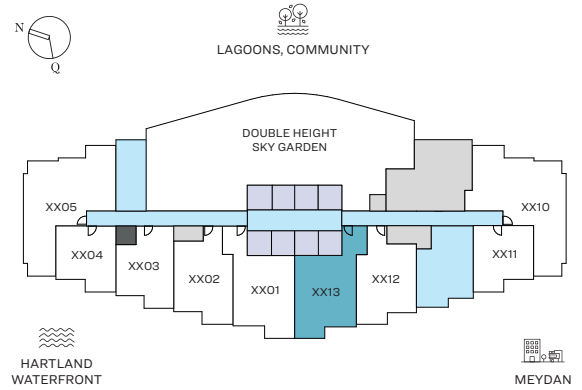 N
Q
LAGOONS, COMMUNITY
DOUBLE HEIGHT
SKY GARDEN
XX05
XX10
XX04
XX03
XX02
XX01
XX13
XX12
XX11
HARTLAND
WATERFRONT
MEYDAN